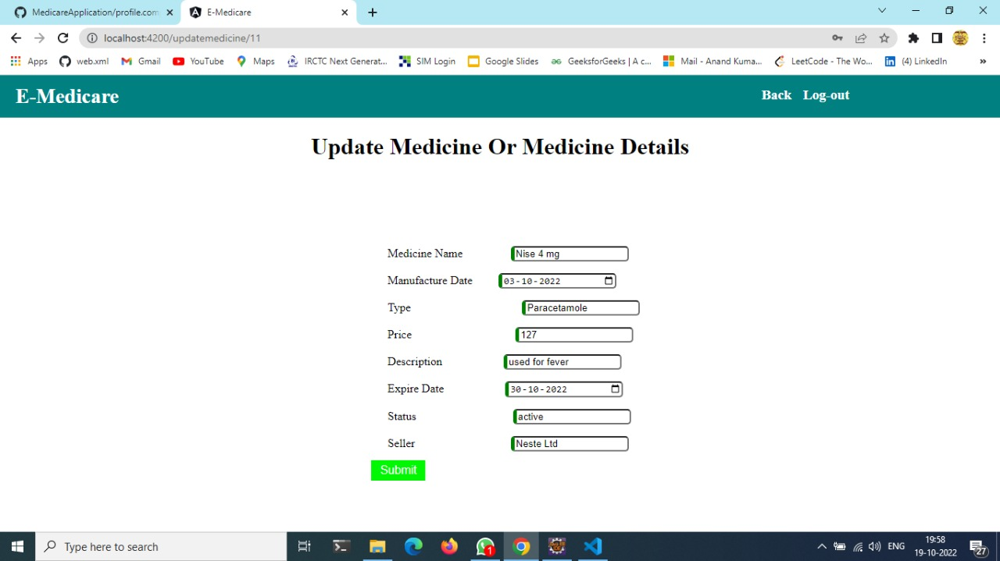 MedicareApplication/profile.com
E-Medicare
localhost:4200/updatemedicine/11
Apps web.xml Gmail YouTube Maps IRCTC Next Generat... SIM Login Google Slides GeeksforGeeks | A c... Mail - Anand Kuma... LeetCode - The Wo... (4) LinkedIn »
E-Medicare Back Log-out
Update Medicine Or Medicine Details
Medicine Name Nise 4 mg
Manufacture Date 03-10-2022
Type Paracetamole
Price 127
Description used for fever
Expire Date 30-10-2022
Status active
Seller Neste Ltd
Submit
Type here to search
1
ENG
19:58
19-10-2022
27